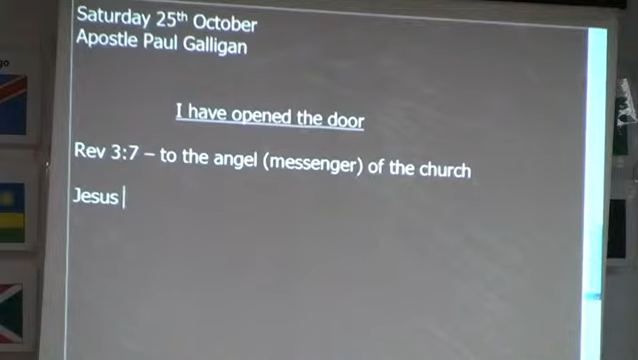 Saturday 25th October
Apostle Paul Galligan
I have opened the door
Rev 3:7 – to the angel (messenger) of the church
Jesus
go